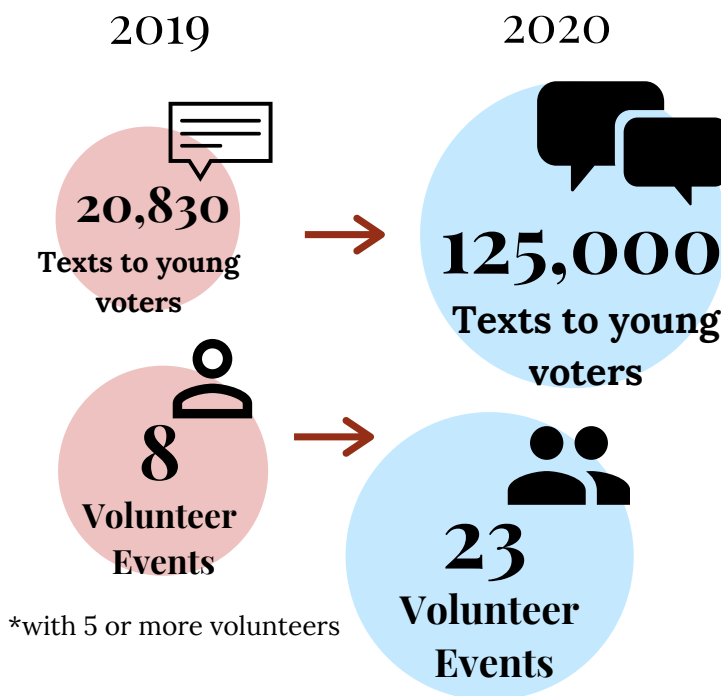 2019
2020
20,830
Texts to young
voters
125,000
Texts to young
voters
8
Volunteer
Events
*with 5 or more volunteers
23
Volunteer
Events